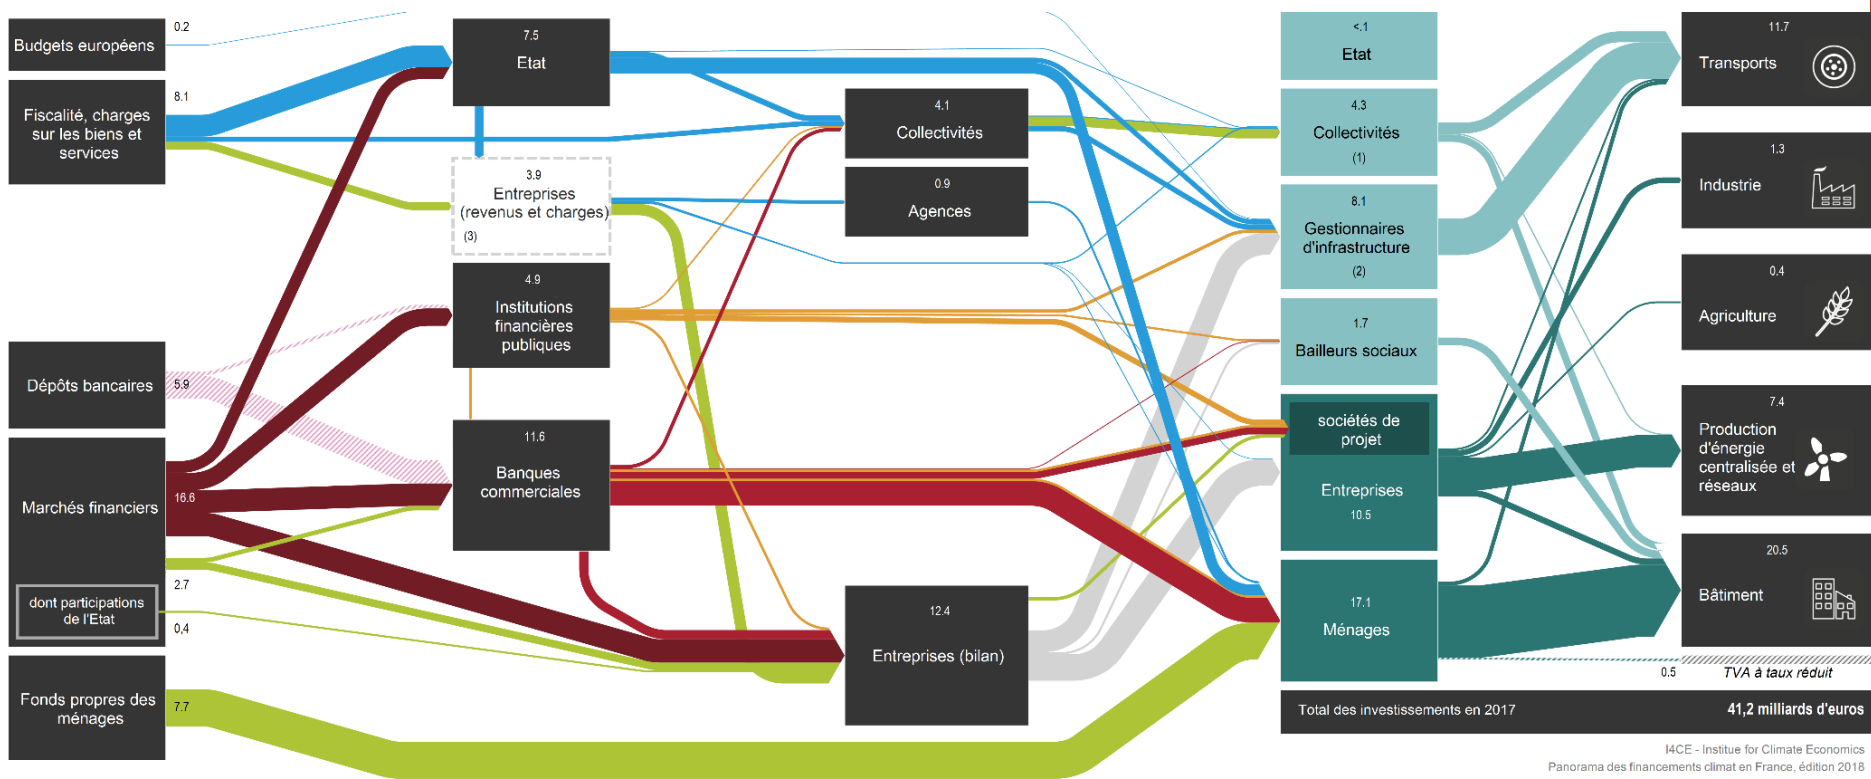 Budgets européens
0.2
Fiscalité, charges
sur les biens et
services
8.1
Dépôts bancaires
5.9
Marchés financiers
16.6
2.7
dont participations
de l'Etat
0,4
Fonds propres des
ménages
7.7
7.5
Etat
3.9
Entreprises
(revenus et charges)
(3)
4.9
Institutions
financières
publiques
11.6
Banques
commerciales
4.1
Collectivités
0.9
Agences
12.4
Entreprises (bilan)
<.1
Etat
4.3
Collectivités
(1)
8.1
Gestionnaires
d'infrastructure
(2)
1.7
Bailleurs sociaux
sociétés de
projet
Entreprises
10.5
17.1
Ménages
11.7
Transports
1.3
Industrie
0.4
Agriculture
7.4
Production
d'énergie
centralisée et
réseaux
20.5
Bâtiment
0.5
TVA à taux réduit
Total des investissements en 2017
41,2 milliards d'euros
I4CE - Institue for Climate Economics
Panorama des financements climat en France, édition 2018